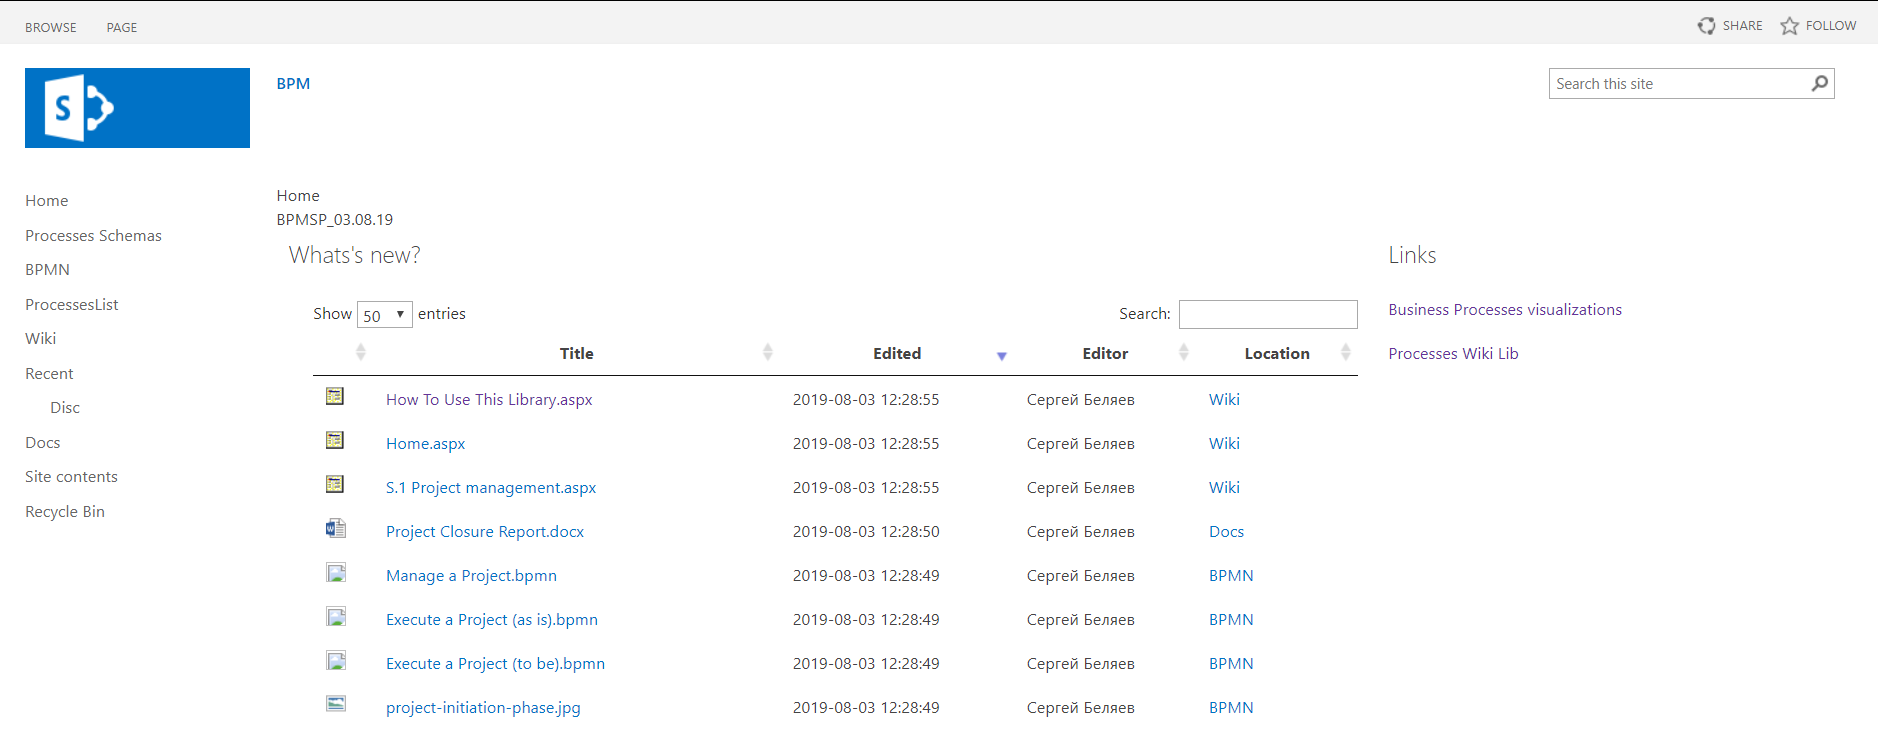 BROWSE PAGE SHARE FOLLOW
S
BPM
Search this site
Home
Processes Schemas
BPMN
ProcessesList
Wiki
Recent
Disc
Docs
Site contents
Recycle Bin
Home
BPMSP_03.08.19
Whats's new?
Show 50 entries Search:
Title Edited Editor Location
How To Use This Library.aspx 2019-08-03 12:28:55 Сергей Беляев Wiki
Home.aspx 2019-08-03 12:28:55 Сергей Беляев Wiki
S.1 Project management.aspx 2019-08-03 12:28:55 Сергей Беляев Wiki
Project Closure Report.docx 2019-08-03 12:28:50 Сергей Беляев Docs
Manage a Project.bpmn 2019-08-03 12:28:49 Сергей Беляев BPMN
Execute a Project (as is).bpmn 2019-08-03 12:28:49 Сергей Беляев BPMN
Execute a Project (to be).bpmn 2019-08-03 12:28:49 Сергей Беляев BPMN
project-initiation-phase.jpg 2019-08-03 12:28:49 Сергей Беляев BPMN
Links
Business Processes visualizations
Processes Wiki Lib